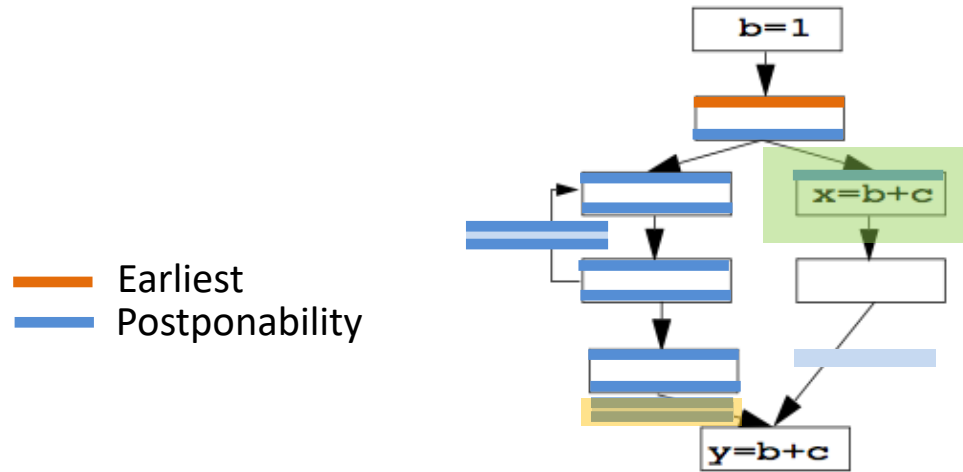 b=1
x=b+c
Earliest
Postponability
y=b+c